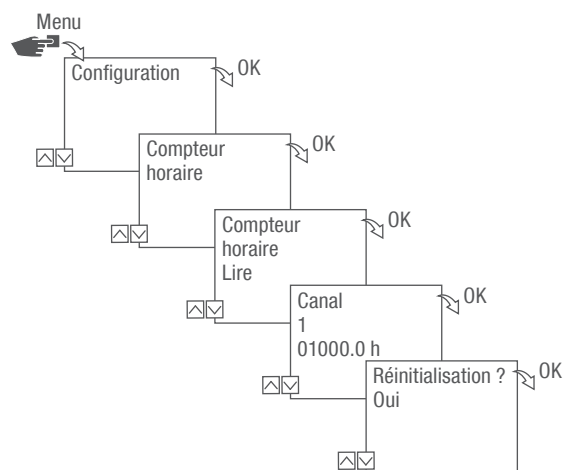 Menu
Configuration
OK
Compteur
horaire
OK
Compteur
horaire
Lire
OK
Canal
1
01000.0 h
OK
Réinitialisation ?
Oui
OK